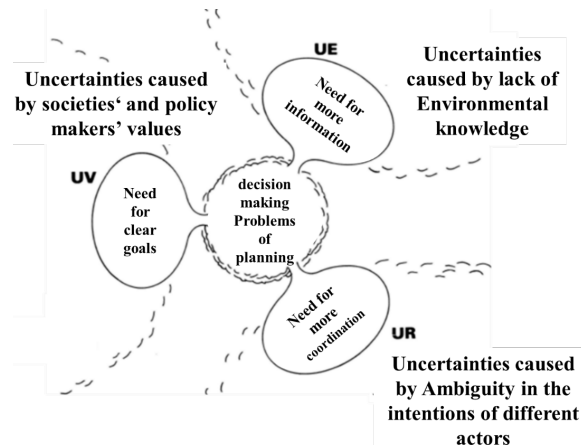 UE
Uncertainties
caused by lack of
Environmental
knowledge
Uncertainties caused
by societies‘ and policy
makers’ values
Need for
more
information
UV
Need
for
clear
goals
decision
making
Problems
of
planning
Need for
more
coordination
UR
Uncertainties caused
by Ambiguity in the
intentions of different
actors